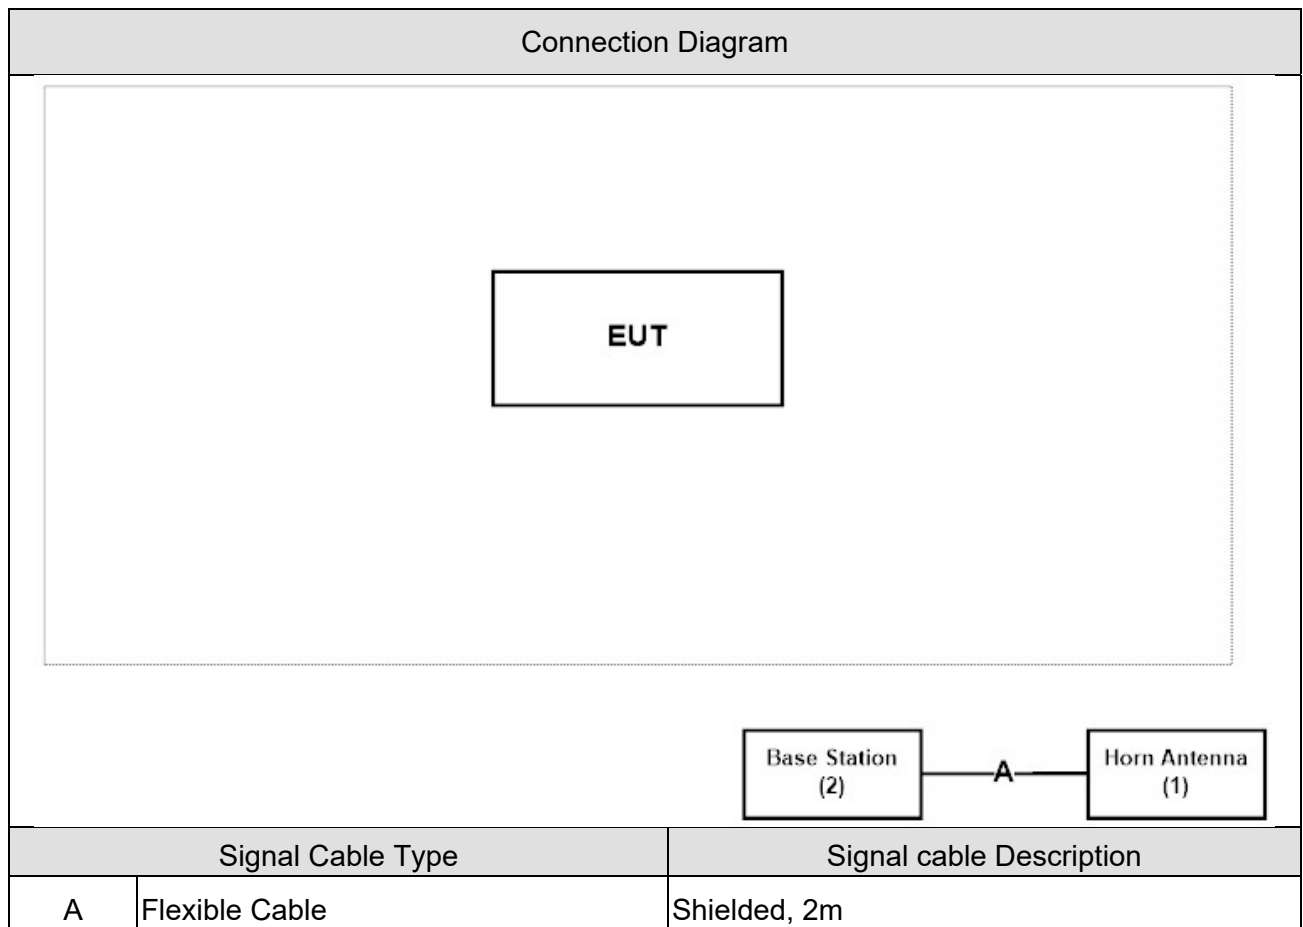 Connection Diagram
EUT
Base Station
(2)
A
Horn Antenna
(1)
Signal Cable Type
Signal cable Description
A
Flexible Cable
Shielded, 2m